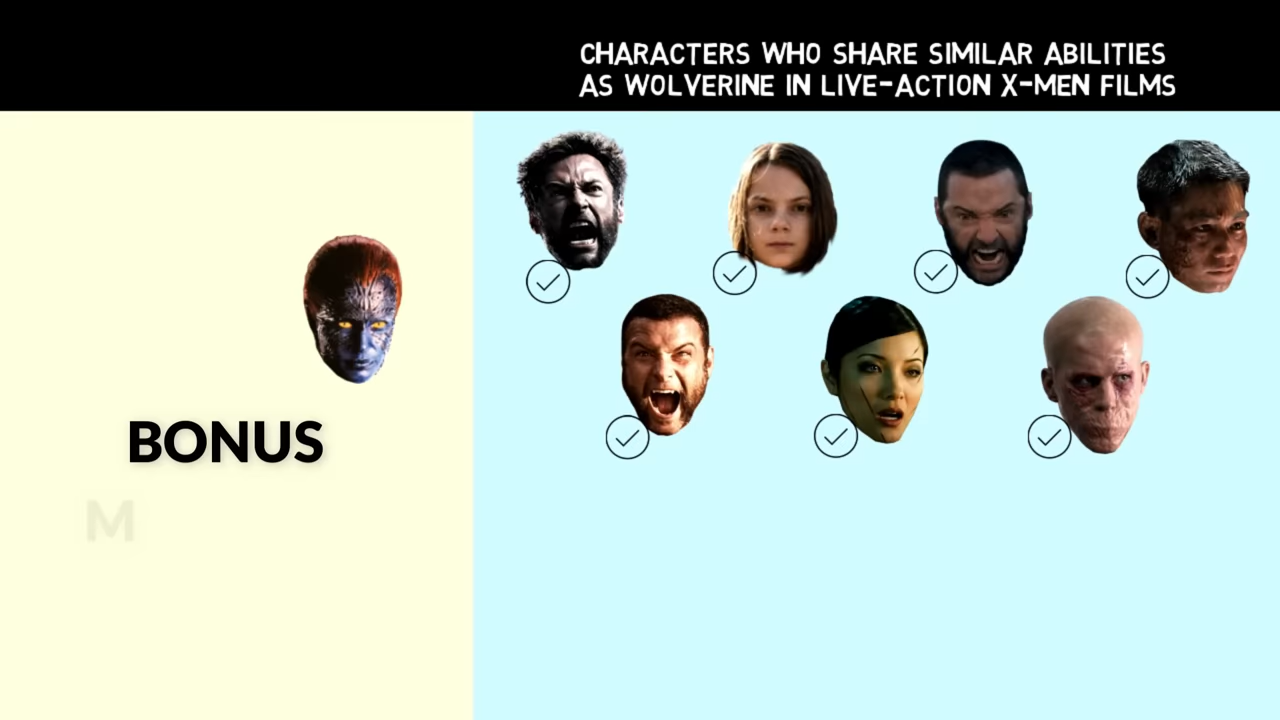 CHARACTERS WHO SHARE SIMILAR ABILITIES
AS WOLVERINE IN LIVE-ACTION X-MEN FILMS
BONUS
M